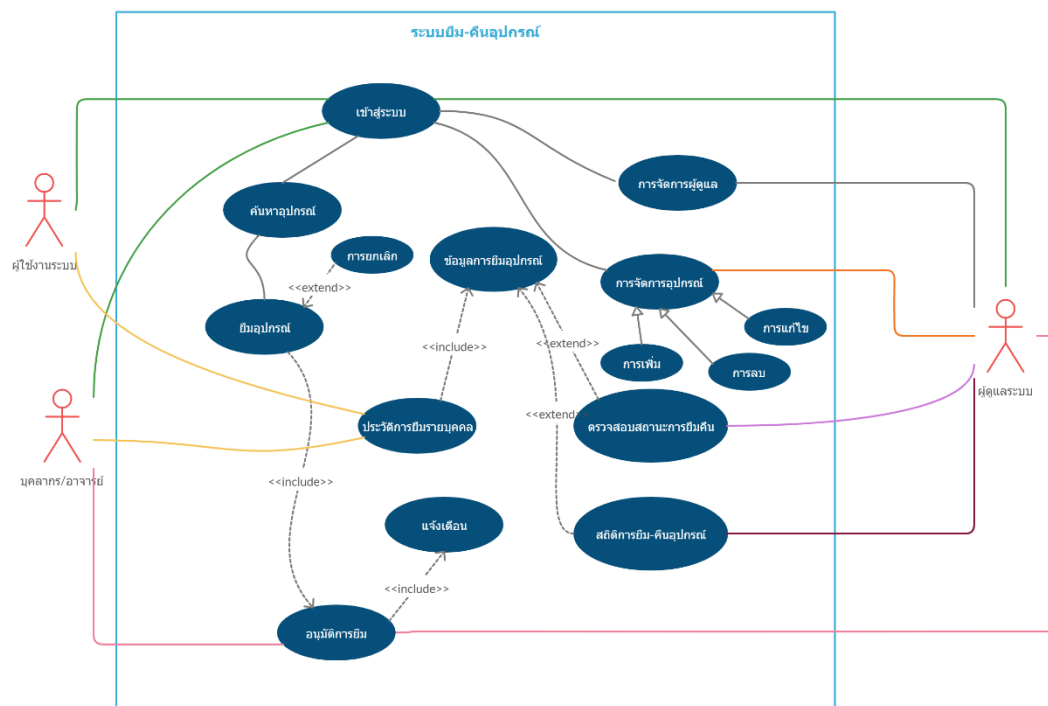 ระบบยืม-คืนอุปกรณ์
เข้าสู่ระบบ
การจัดการผู้ดูแล
ค้นหาอุปกรณ์
การยกเลิก
ข้อมูลการยืมอุปกรณ์
ผู้ใช้งานระบบ
<<extend>>
การจัดการอุปกรณ์
ยืมอุปกรณ์
การแก้ไข
<<include>>
<<extend>>
การเพิ่ม
การลบ
ผู้ดูแลระบบ
<<extend>>
ประวัติการยืมรายบุคคล
ตรวจสอบสถานะการยืมคืน
บุคลากร/อาจารย์
<<include>>
แจ้งเตือน
สถิติการยืม-คืนอุปกรณ์
<<include>>
อนุมัติการยืม